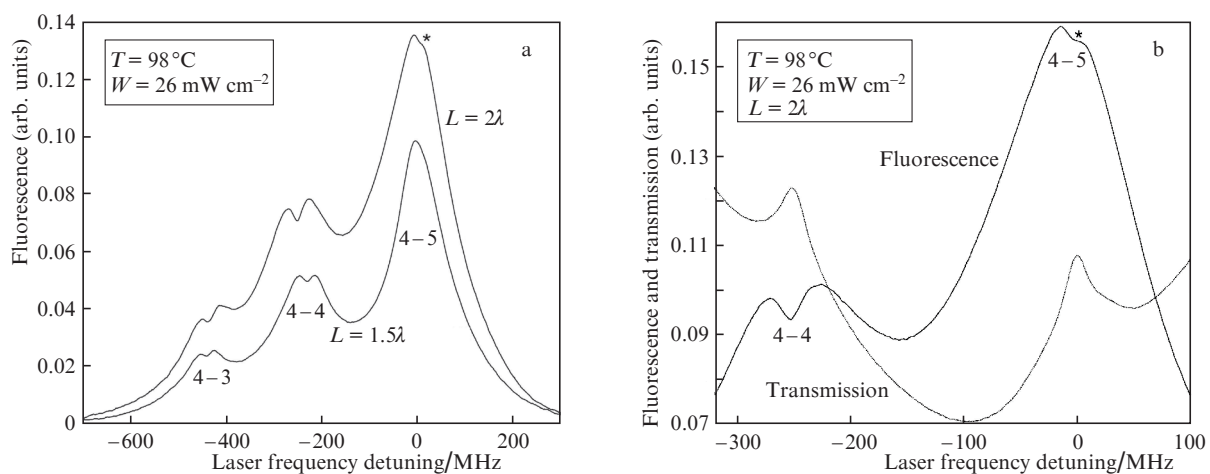 a
T = 98 °C
W = 26 mW cm⁻²
*
L = 2λ
4–5
4–4
L = 1.5λ
4–3
Fluorescence (arb. units)
0.14
0.12
0.10
0.08
0.06
0.04
0.02
0
−600
−400
−200
0
200
Laser frequency detuning/MHz
b
T = 98 °C
W = 26 mW cm⁻²
L = 2λ
*
4–5
Fluorescence
4–4
Transmission
Fluorescence and transmission (arb. units)
0.15
0.13
0.11
0.09
0.07
−300
−200
−100
0
100
Laser frequency detuning/MHz